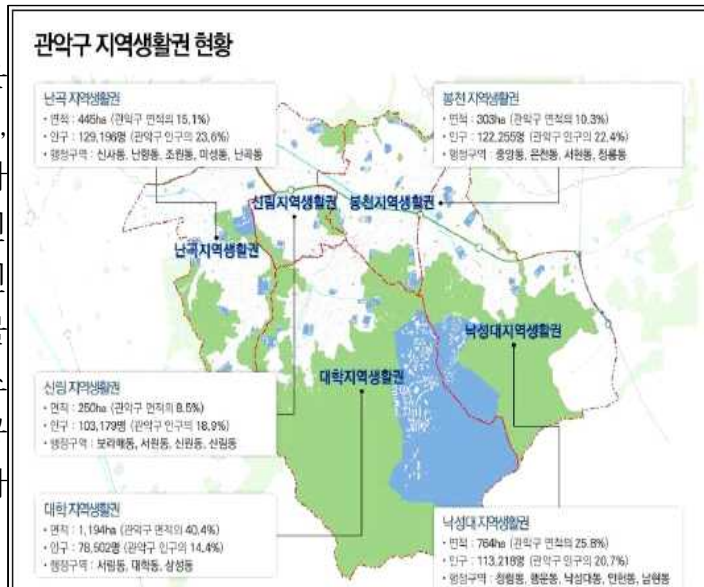 관악구 지역생활권 현황
난곡 지역생활권
• 면적 : 445ha (관악구 면적의 15.1%)
• 인구 : 129,196명 (관악구 인구의 23.6%)
• 행정구역 : 신사동, 난향동, 조원동, 미성동, 난곡동
봉천 지역생활권
• 면적 : 303ha (관악구 면적의 10.3%)
• 인구 : 122,255명 (관악구 인구의 22.4%)
• 행정구역 : 중앙동, 은천동, 서현동, 청룡동
신림지역생활권
봉천지역생활권
난곡지역생활권
낙성대지역생활권
대학지역생활권
신림 지역생활권
• 면적 : 250ha (관악구 면적의 8.5%)
• 인구 : 103,179명 (관악구 인구의 18.9%)
• 행정구역 : 보라매동, 서원동, 신원동, 신림동
대학 지역생활권
• 면적 : 1,194ha (관악구 면적의 40.4%)
• 인구 : 78,502명 (관악구 인구의 14.4%)
• 행정구역 : 서림동, 대학동, 삼성동
낙성대 지역생활권
• 면적 : 764ha (관악구 면적의 25.8%)
• 인구 : 113,218명 (관악구 인구의 20.7%)
• 행정구역 : 청림동, 행운동, 낙성대동, 인헌동, 남현동